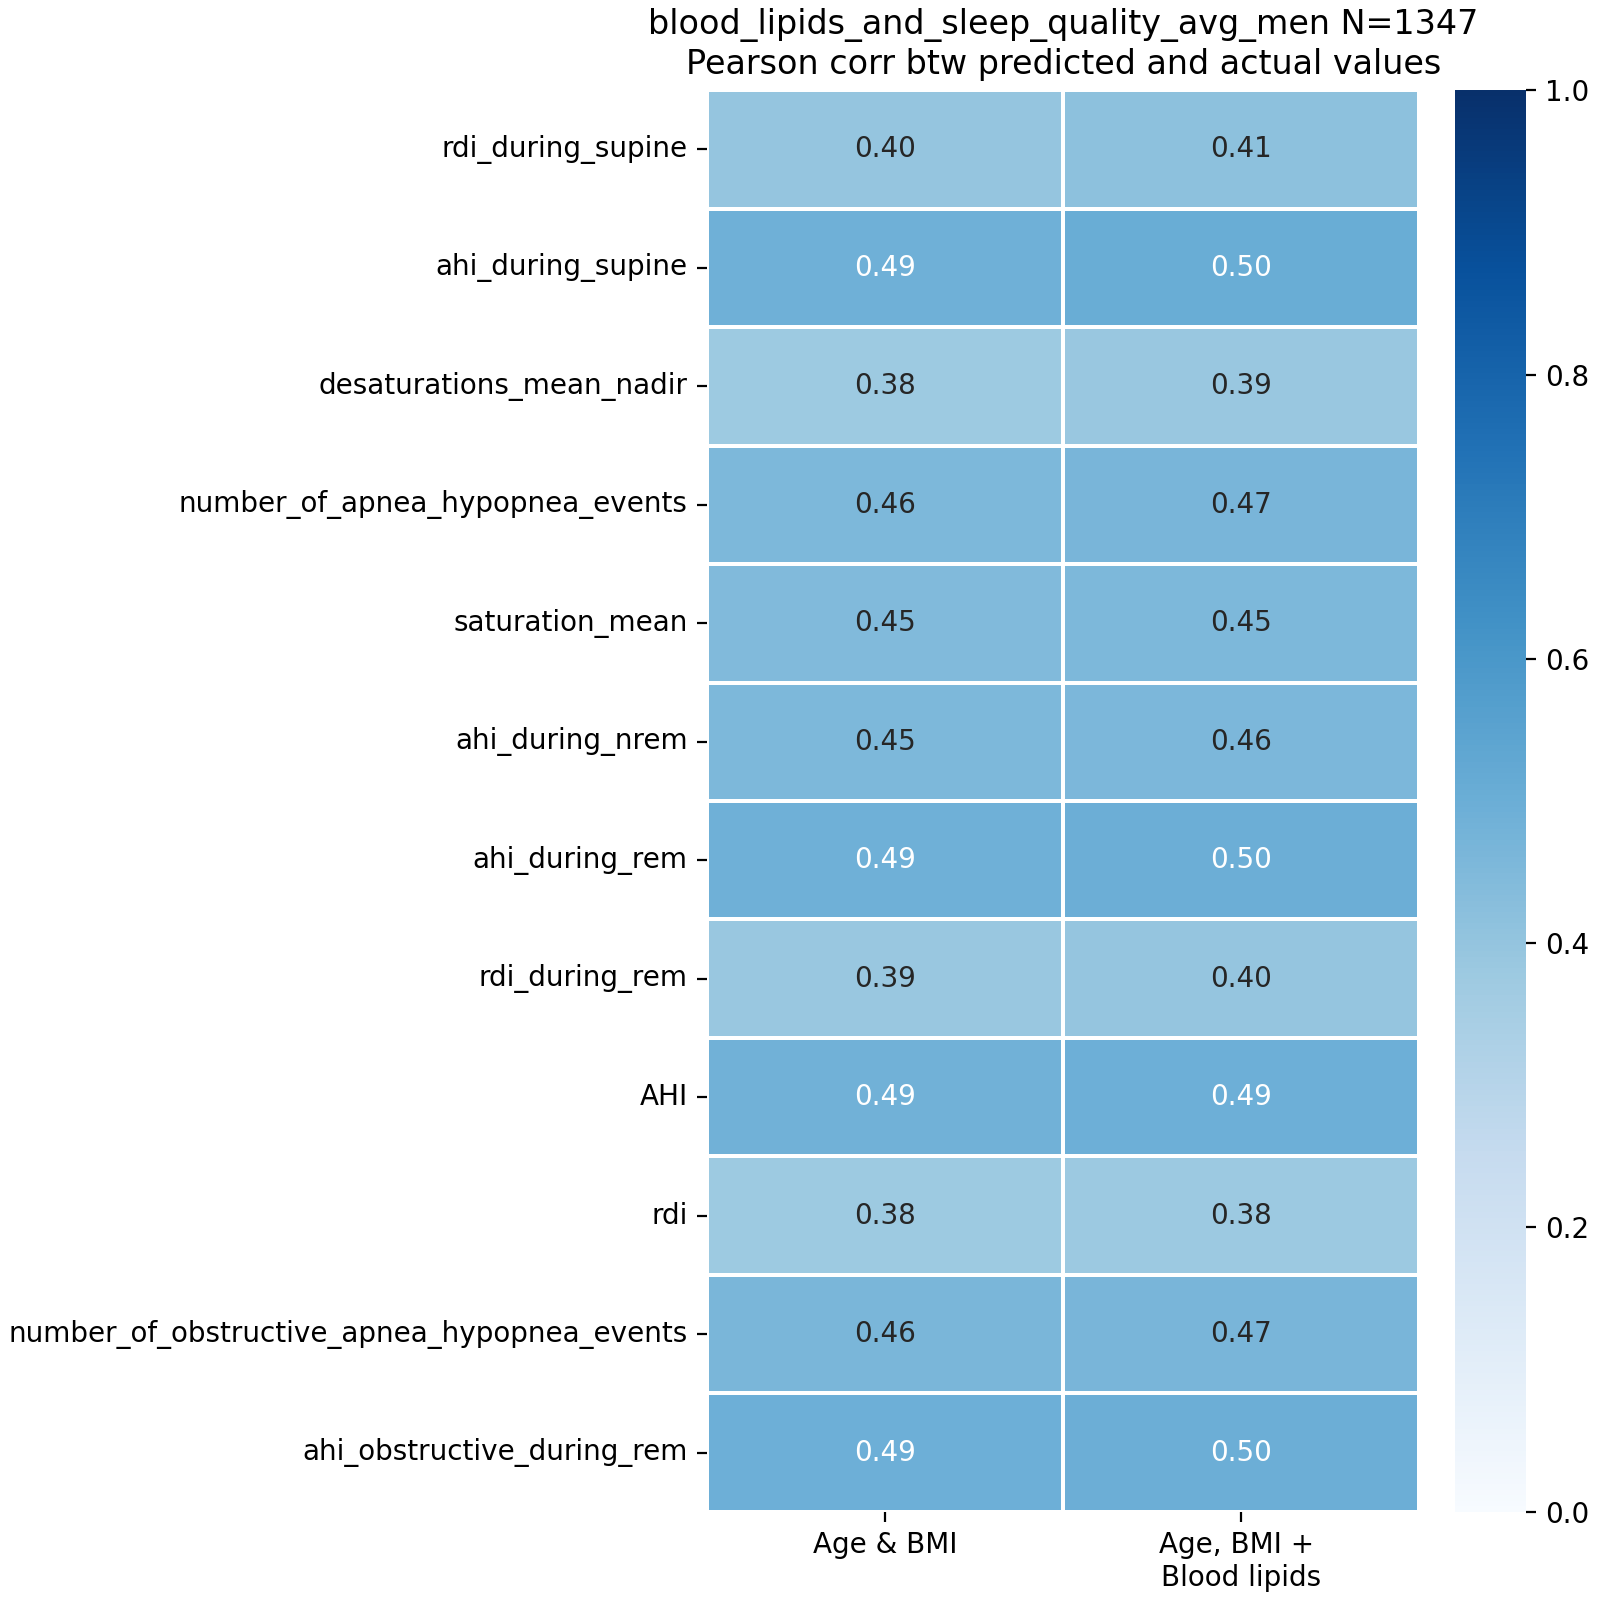 blood_lipids_and_sleep_quality_avg_men N=1347
Pearson corr btw predicted and actual values
rdi_during_supine 0.40 0.41
ahi_during_supine 0.49 0.50
desaturations_mean_nadir 0.38 0.39
number_of_apnea_hypopnea_events 0.46 0.47
saturation_mean 0.45 0.45
ahi_during_nrem 0.45 0.46
ahi_during_rem 0.49 0.50
rdi_during_rem 0.39 0.40
AHI 0.49 0.49
rdi 0.38 0.38
number_of_obstructive_apnea_hypopnea_events 0.46 0.47
ahi_obstructive_during_rem 0.49 0.50
Age & BMI
Age, BMI +
Blood lipids
1.0
0.8
0.6
0.4
0.2
0.0